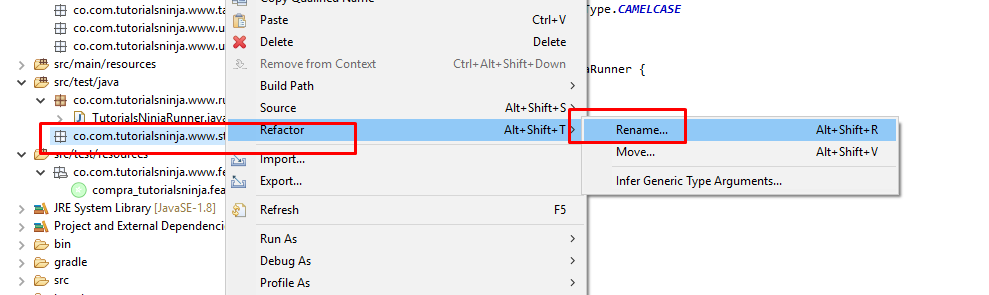 co.com.tutorialsninja.www.ta
co.com.tutorialsninja.www.u
co.com.tutorialsninja.www.u
src/main/resources
src/test/java
co.com.tutorialsninja.www.ru
TutorialsNinjaRunner.java
co.com.tutorialsninja.www.st
src/test/resources
co.com.tutorialsninja.www.fe
compra_tutorialsninja.fea
JRE System Library [JavaSE-1.8]
Project and External Dependenci
bin
gradle
src
Copy Qualified Name
Paste Ctrl+V
Delete Delete
Remove from Context Ctrl+Alt+Shift+Down
Build Path
Source Alt+Shift+S
Refactor Alt+Shift+T
Import...
Export...
Refresh F5
Run As
Debug As
Profile As
Rename... Alt+Shift+R
Move... Alt+Shift+V
Infer Generic Type Arguments...
Type.CAMELCASE
aRunner {